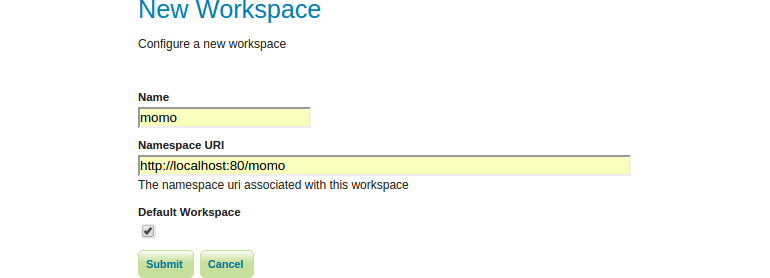 New Workspace
Configure a new workspace
Name
momo
Namespace URI
http://localhost:80/momo
The namespace uri associated with this workspace
Default Workspace
Submit Cancel